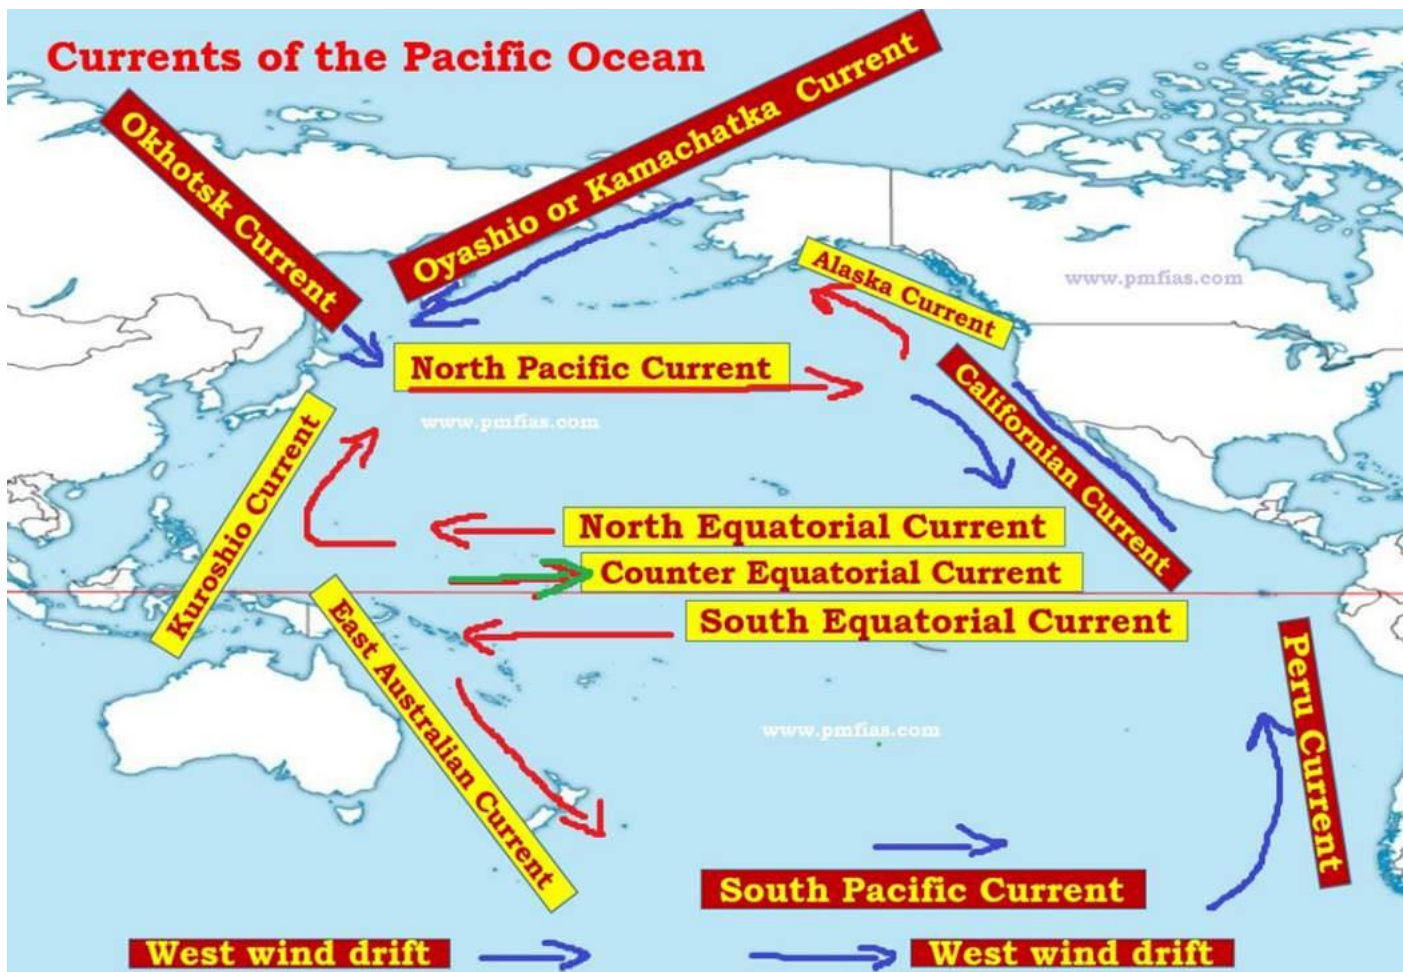 Currents of the Pacific Ocean
Okhotsk Current
Oyashio or Kamachatka Current
Alaska Current
www.pmfias.com
North Pacific Current
Californian Current
www.pmfias.com
Kuroshio Current
North Equatorial Current
Counter Equatorial Current
South Equatorial Current
East Australian Current
Peru Current
www.pmfias.com
South Pacific Current
West wind drift
West wind drift